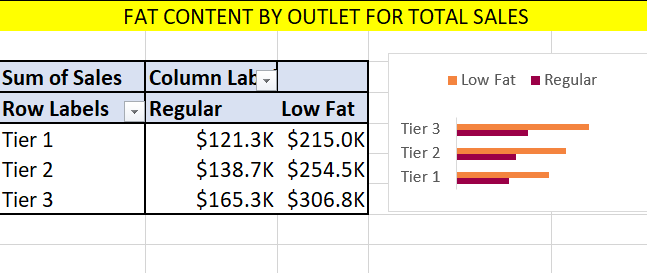 FAT CONTENT BY OUTLET FOR TOTAL SALES
Sum of Sales Column Lab
Row Labels Regular Low Fat
Tier 1 $121.3K $215.0K
Tier 2 $138.7K $254.5K
Tier 3 $165.3K $306.8K
Low Fat Regular
Tier 3
Tier 2
Tier 1